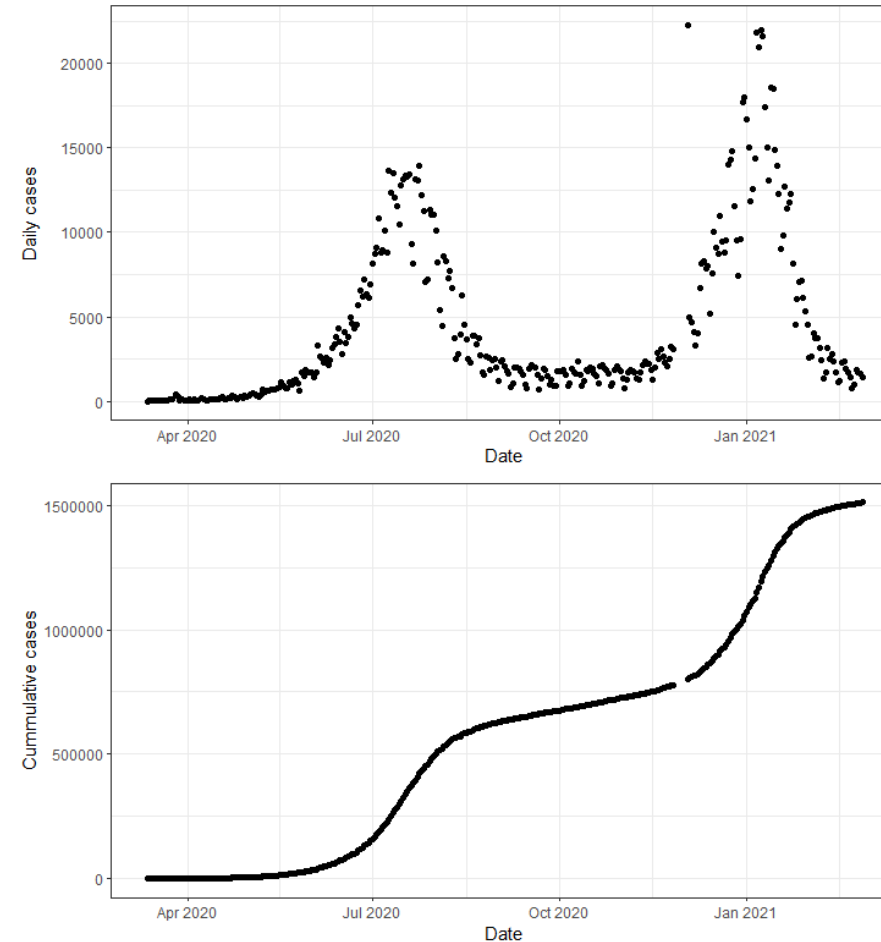 Daily cases
20000
15000
10000
5000
0
Apr 2020 Jul 2020 Oct 2020 Jan 2021
Date
Cummulative cases
1500000
1000000
500000
0
Apr 2020 Jul 2020 Oct 2020 Jan 2021
Date